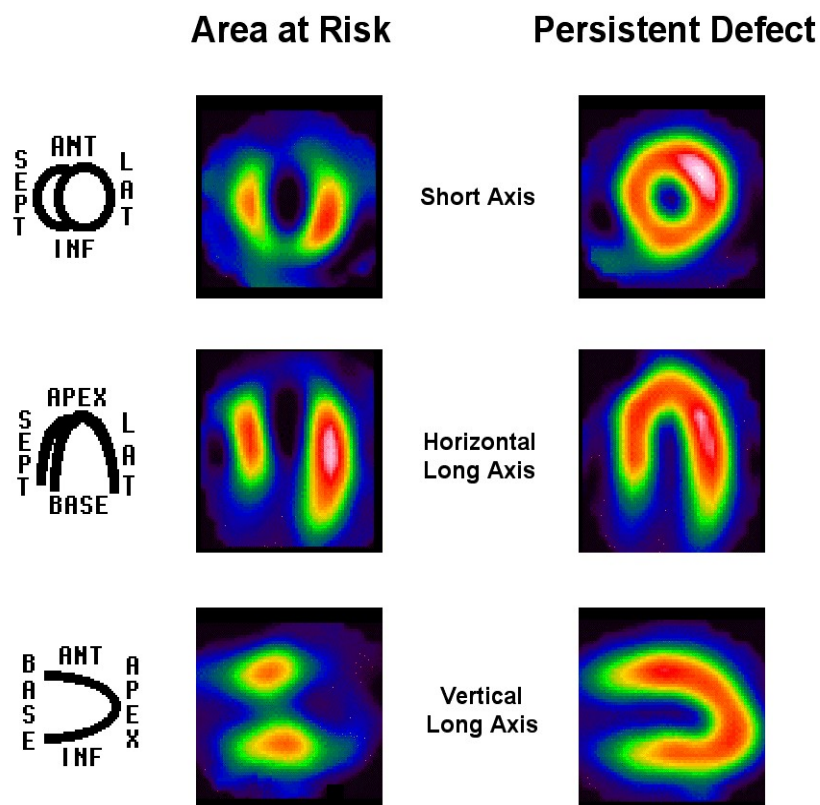 Area at Risk
Persistent Defect
ANT
SEPT
LAT
INF
Short Axis
APEX
SEPT
LAT
BASE
Horizontal
Long Axis
ANT
BASE
APEX
INF
Vertical
Long Axis